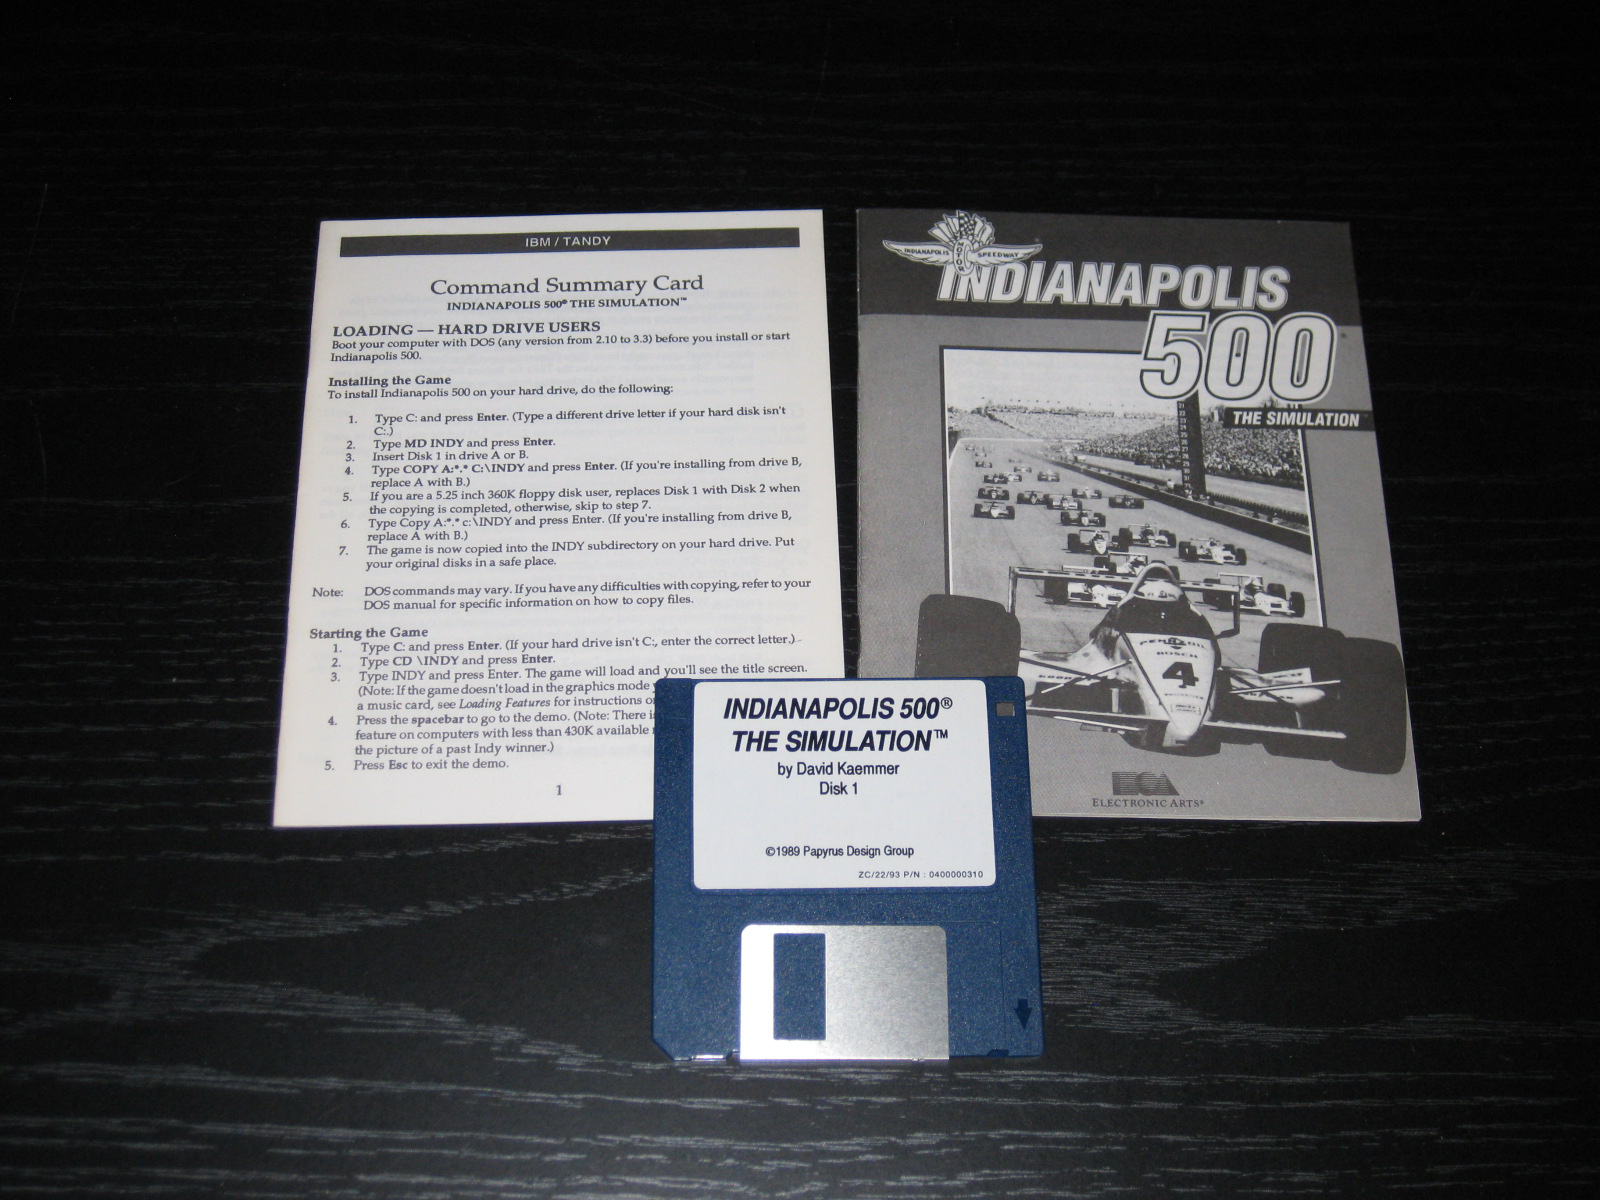 IBM / TANDY
Command Summary Card
INDIANAPOLIS 500® THE SIMULATION™
LOADING — HARD DRIVE USERS
Boot your computer with DOS (any version from 2.10 to 3.3) before you install or start
Indianapolis 500.
Installing the Game
To install Indianapolis 500 on your hard drive, do the following:
1. Type C: and press Enter. (Type a different drive letter if your hard disk isn't
C:.)
2. Type MD INDY and press Enter.
3. Insert Disk 1 in drive A or B.
4. Type COPY A:*.* C:\INDY and press Enter. (If you're installing from drive B,
replace A with B.)
5. If you are a 5.25 inch 360K floppy disk user, replaces Disk 1 with Disk 2 when
the copying is completed, otherwise, skip to step 7.
6. Type Copy A:*.* c:\INDY and press Enter. (If you're installing from drive B,
replace A with B.)
7. The game is now copied into the INDY subdirectory on your hard drive. Put
your original disks in a safe place.
Note: DOS commands may vary. If you have any difficulties with copying, refer to your
DOS manual for specific information on how to copy files.
Starting the Game
1. Type C: and press Enter. (If your hard drive isn't C:, enter the correct letter.)
2. Type CD \INDY and press Enter.
3. Type INDY and press Enter. The game will load and you'll see the title screen.
(Note: If the game doesn't load in the graphics mode
a music card, see Loading Features for instructions
4. Press the spacebar to go to the demo. (Note: There
feature on computers with less than 430K available
the picture of a past Indy winner.)
5. Press Esc to exit the demo.
1
INDIANAPOLIS MOTOR SPEEDWAY
INDIANAPOLIS
500
THE SIMULATION
PENNZOIL
BOSCH
4
ELECTRONIC ARTS®
INDIANAPOLIS 500®
THE SIMULATION™
by David Kaemmer
Disk 1
©1989 Papyrus Design Group
ZC/22/93 P/N : 0400000310